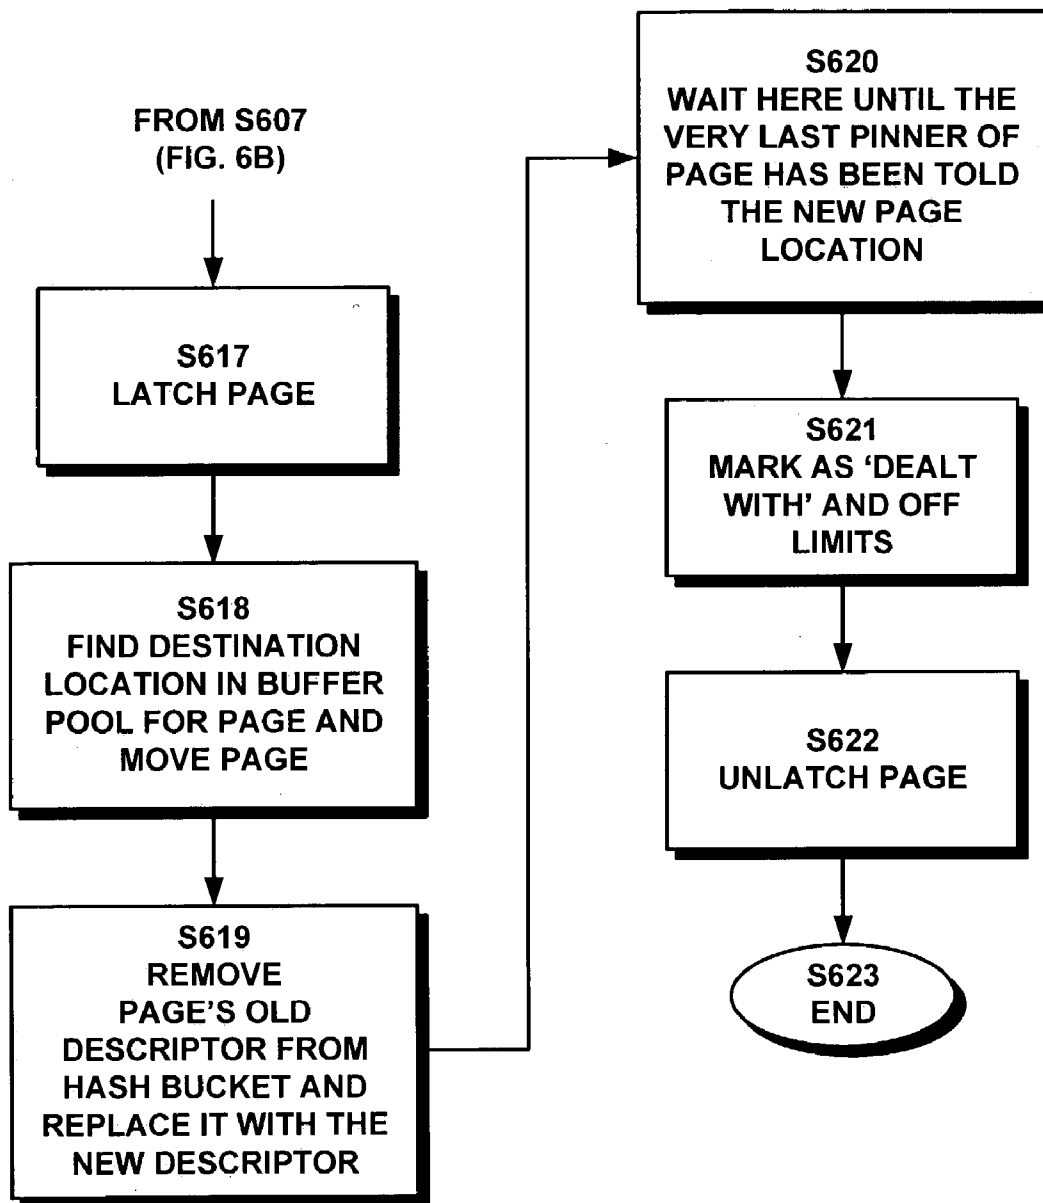 FROM S607
(FIG. 6B)
S617
LATCH PAGE
S618
FIND DESTINATION
LOCATION IN BUFFER
POOL FOR PAGE AND
MOVE PAGE
S619
REMOVE
PAGE'S OLD
DESCRIPTOR FROM
HASH BUCKET AND
REPLACE IT WITH THE
NEW DESCRIPTOR
S620
WAIT HERE UNTIL THE
VERY LAST PINNER OF
PAGE HAS BEEN TOLD
THE NEW PAGE
LOCATION
S621
MARK AS ‘DEALT
WITH’ AND OFF
LIMITS
S622
UNLATCH PAGE
S623
END